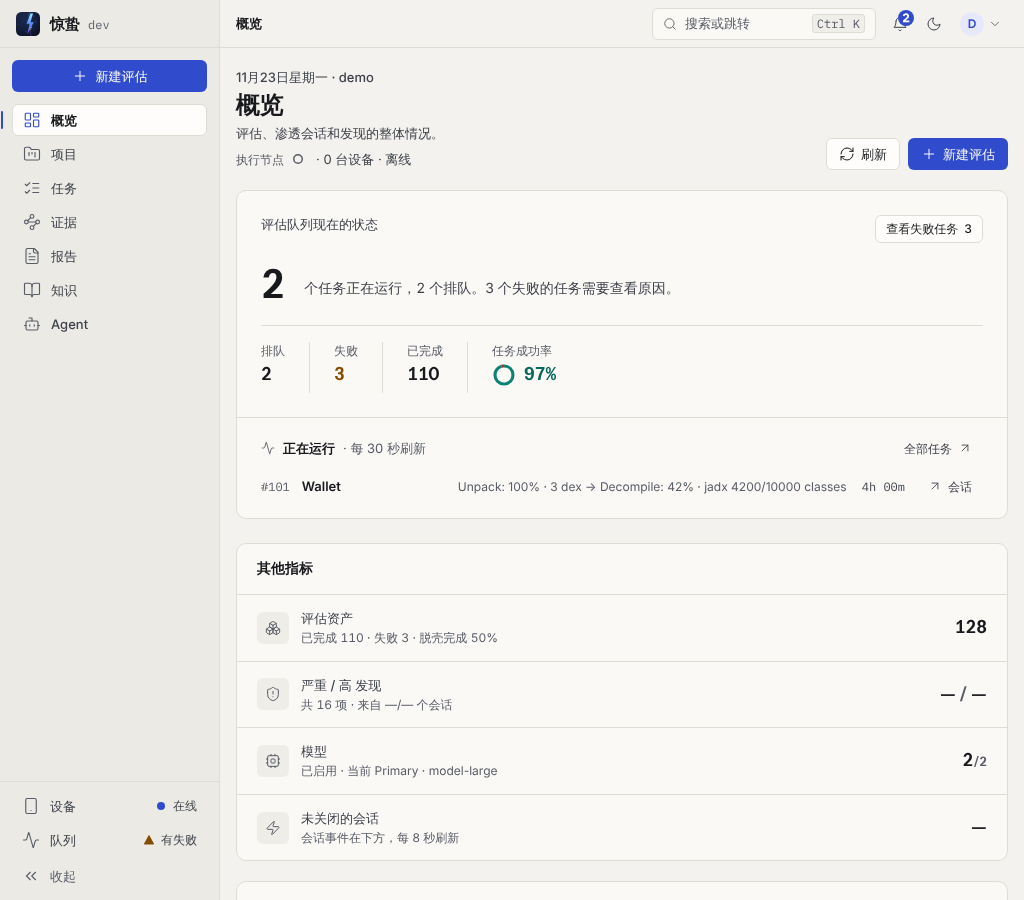 惊蛰 dev
概览
搜索或跳转 Ctrl K
2
D
新建评估
概览
项目
任务
证据
报告
知识
Agent
设备 在线
队列 有失败
收起
11月23日星期一 · demo
概览
评估、渗透会话和发现的整体情况。
执行节点 · 0 台设备 · 离线
刷新
新建评估
评估队列现在的状态
查看失败任务 3
2 个任务正在运行，2 个排队。3 个失败的任务需要查看原因。
排队 失败 已完成 任务成功率
2 3 110 97%
正在运行 · 每 30 秒刷新 全部任务
#101 Wallet Unpack: 100% · 3 dex → Decompile: 42% · jadx 4200/10000 classes 4h 00m 会话
其他指标
评估资产
已完成 110 · 失败 3 · 脱壳完成 50%
128
严重 / 高 发现
共 16 项 · 来自 —/— 个会话
— / —
模型
已启用 · 当前 Primary · model-large
2/2
未关闭的会话
会话事件在下方，每 8 秒刷新
—